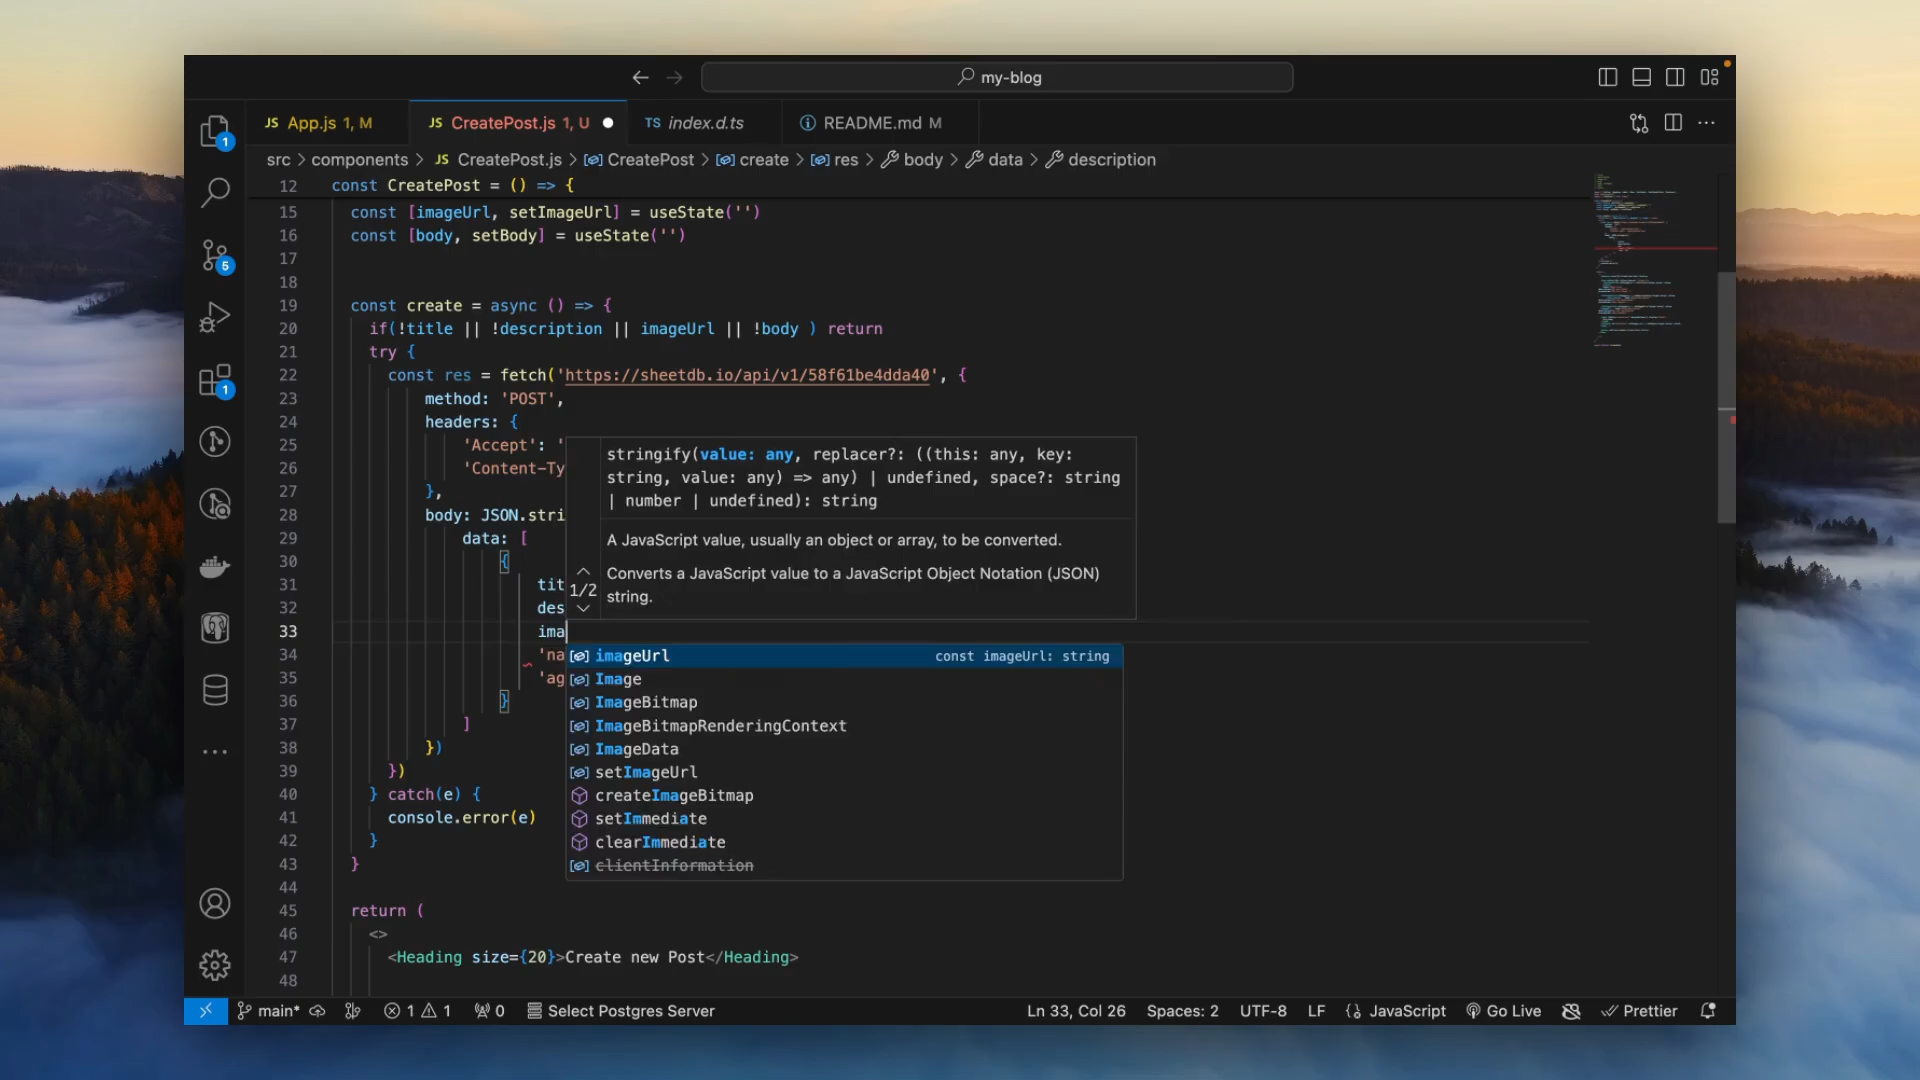 my-blog
JS App.js 1, M
JS CreatePost.js 1, U
TS index.d.ts
README.md M
src > components > JS CreatePost.js > CreatePost > create > res > body > data > description
12 const CreatePost = () => {
15 const [imageUrl, setImageUrl] = useState('')
16 const [body, setBody] = useState('')
17
18
19 const create = async () => {
20 if(!title || !description || imageUrl || !body ) return
21 try {
22 const res = fetch('https://sheetdb.io/api/v1/58f61be4dda40', {
23 method: 'POST',
24 headers: {
25 'Accept': '
26 'Content-Ty
27 },
28 body: JSON.stri
29 data: [
30 {
31 tit
32 des
33 ima
34 'na
35 'ag
36 }
37 ]
38 })
39 })
40 } catch(e) {
41 console.error(e)
42 }
43 }
44
45 return (
46 <>
47 <Heading size={20}>Create new Post</Heading>
48
stringify(value: any, replacer?: ((this: any, key:
string, value: any) => any) | undefined, space?: string
| number | undefined): string
A JavaScript value, usually an object or array, to be converted.
Converts a JavaScript value to a JavaScript Object Notation (JSON)
1/2
string.
imageUrl const imageUrl: string
Image
ImageBitmap
ImageBitmapRenderingContext
ImageData
setImageUrl
createImageBitmap
setImmediate
clearImmediate
clientInformation
1
5
1
main* 1 1 0 Select Postgres Server Ln 33, Col 26 Spaces: 2 UTF-8 LF JavaScript Go Live Prettier